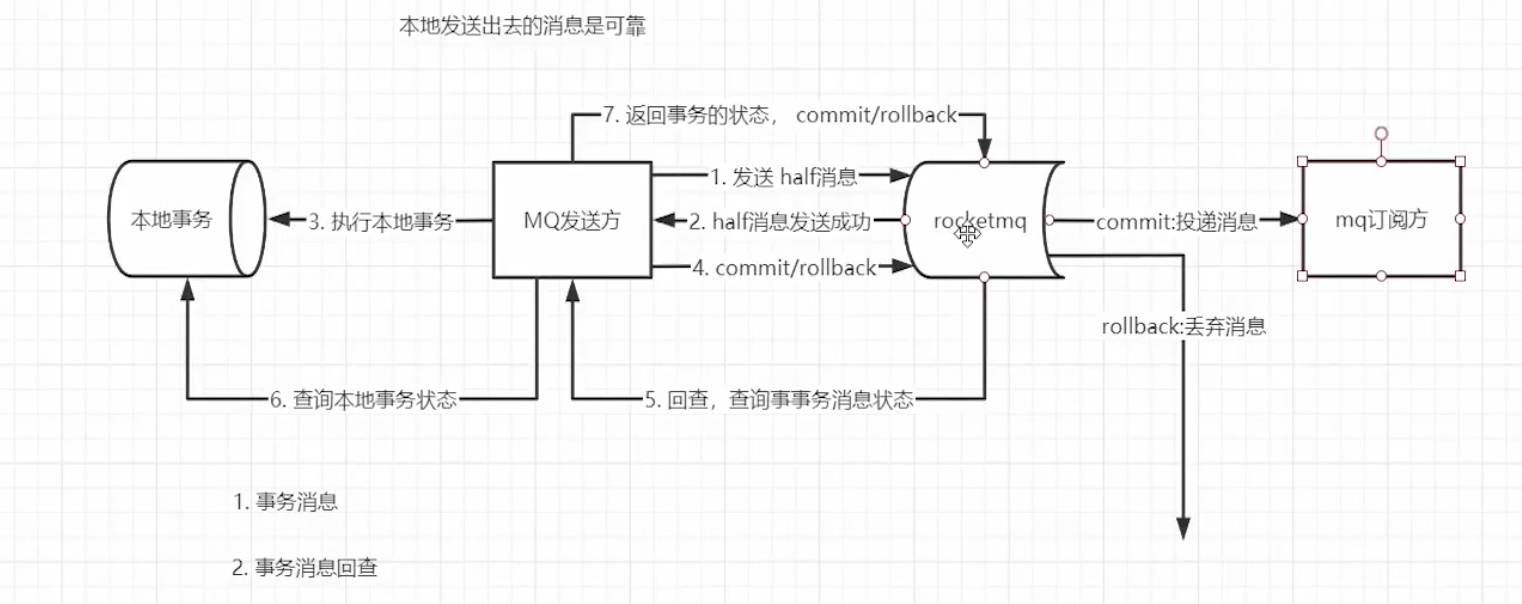 本地发送出去的消息是可靠
7. 返回事务的状态， commit/rollback
1. 发送 half消息
本地事务
3. 执行本地事务
MQ发送方
2. half消息发送成功
rocketmq
commit:投递消息
mq订阅方
4. commit/rollback
rollback:丢弃消息
6. 查询本地事务状态
5. 回查，查询事事务消息状态
1. 事务消息
2. 事务消息回查